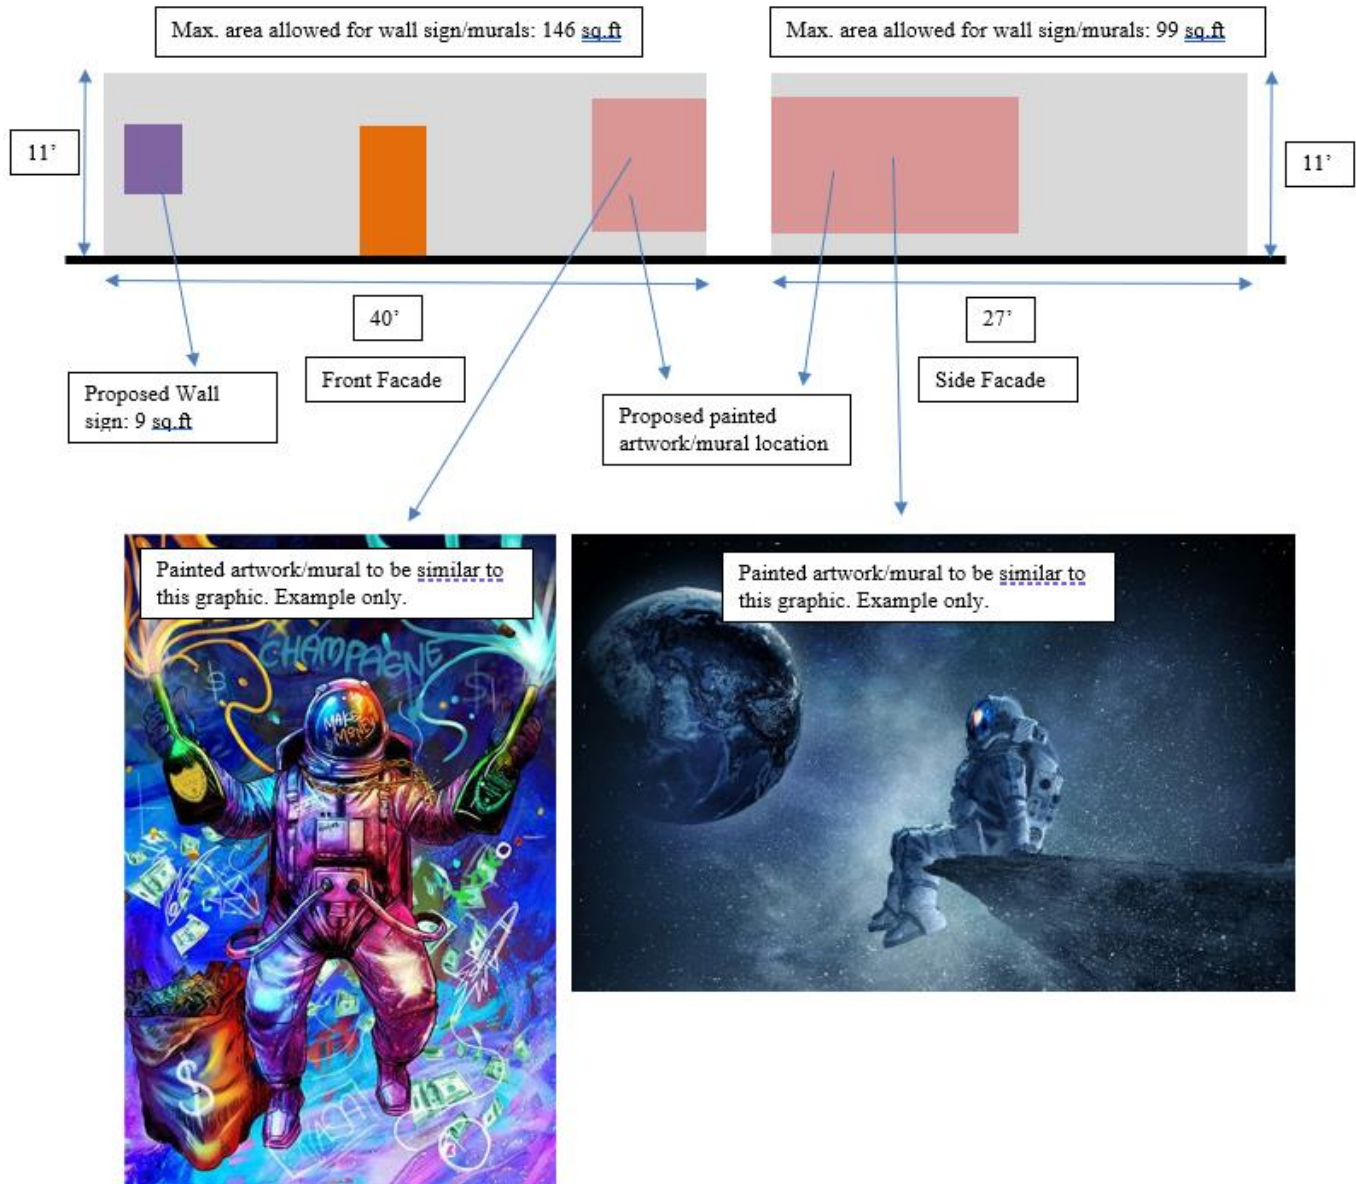 Max. area allowed for wall sign/murals: 146 sq.ft
Max. area allowed for wall sign/murals: 99 sq.ft
11’
11’
40’
27’
Front Facade
Side Facade
Proposed Wall
sign: 9 sq.ft
Proposed painted
artwork/mural location
Painted artwork/mural to be similar to
this graphic. Example only.
Painted artwork/mural to be similar to
this graphic. Example only.
CHAMPAGNE
$
$
MAKE
MONEY
$